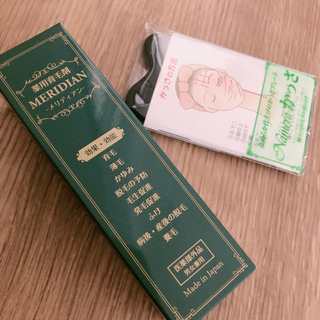 薬用育毛剤
MERIDIAN
-メリディアン-
効果・効能
育毛
薄毛
かゆみ
脱毛の予防
毛生促進
発毛促進
ふけ
病後・産後の脱毛
養毛
医薬部外品
男女兼用
Made in Japan
かっさの方法
かっさ